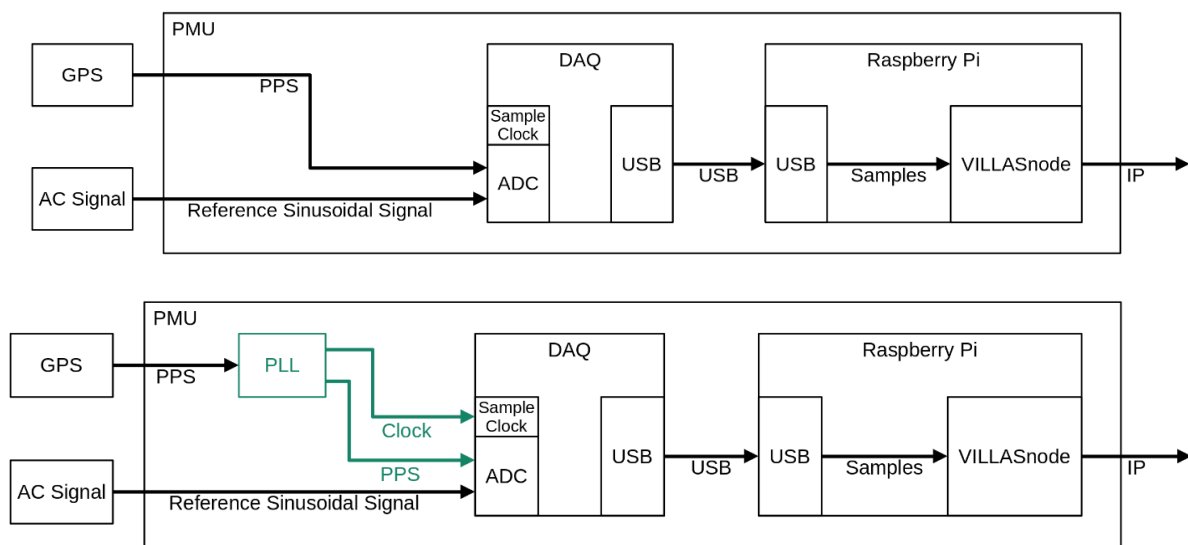 PMU
GPS
PPS
DAQ
Raspberry Pi
Sample
Clock
ADC
USB
USB
USB
Samples
VILLASnode
IP
AC Signal
Reference Sinusoidal Signal
PMU
GPS
PPS
PLL
DAQ
Raspberry Pi
Sample
Clock
Clock
ADC
PPS
USB
USB
USB
Samples
VILLASnode
IP
AC Signal
Reference Sinusoidal Signal